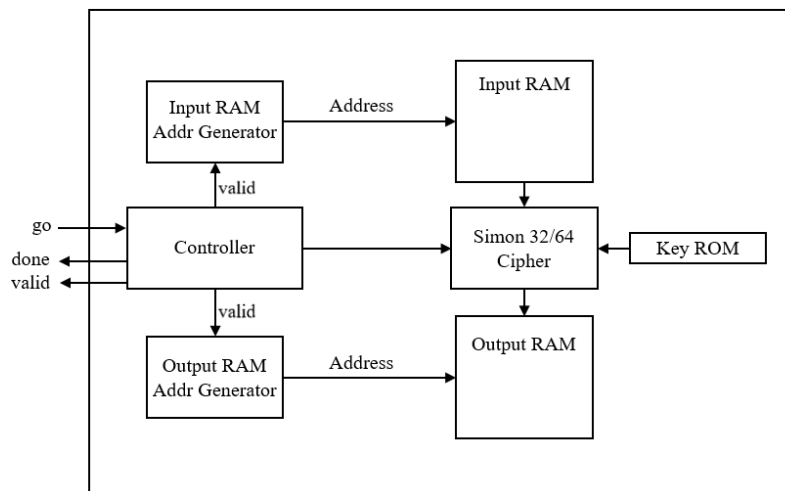 Input RAM
Addr Generator
Address
Input RAM
valid
go
done
valid
Controller
Simon 32/64
Cipher
Key ROM
valid
Output RAM
Addr Generator
Address
Output RAM